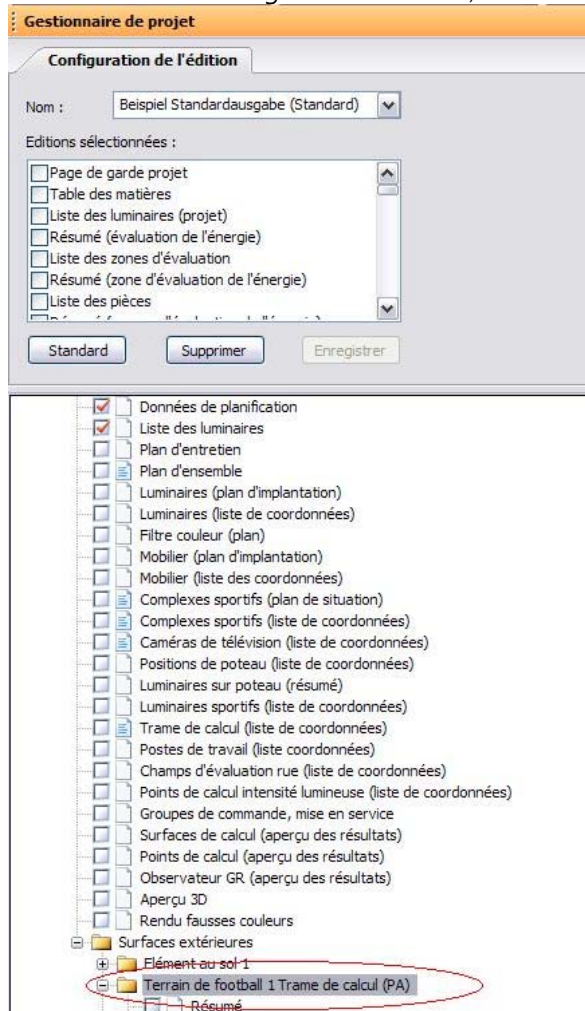 Gestionnaire de projet
Configuration de l'édition
Nom :
Beispiel Standardausgabe (Standard)
Editions sélectionnées :
Page de garde projet
Table des matières
Liste des luminaires (projet)
Résumé (évaluation de l'énergie)
Liste des zones d'évaluation
Résumé (zone d'évaluation de l'énergie)
Liste des pièces
Standard
Supprimer
Enregistrer
Données de planification
Liste des luminaires
Plan d'entretien
Plan d'ensemble
Luminaires (plan d'implantation)
Luminaires (liste de coordonnées)
Filtre couleur (plan)
Mobilier (plan d'implantation)
Mobilier (liste des coordonnées)
Complexes sportifs (plan de situation)
Complexes sportifs (liste de coordonnées)
Caméras de télévision (liste de coordonnées)
Positions de poteau (liste de coordonnées)
Luminaires sur poteau (résumé)
Luminaires sportifs (liste de coordonnées)
Trame de calcul (liste de coordonnées)
Postes de travail (liste coordonnées)
Champs d'évaluation rue (liste de coordonnées)
Points de calcul intensité lumineuse (liste de coordonnées)
Groupes de commande, mise en service
Surfaces de calcul (aperçu des résultats)
Points de calcul (aperçu des résultats)
Observateur GR (aperçu des résultats)
Aperçu 3D
Rendu fausses couleurs
Surfaces extérieures
Elément au sol 1
Terrain de football 1 Trame de calcul (PA)
Résumé